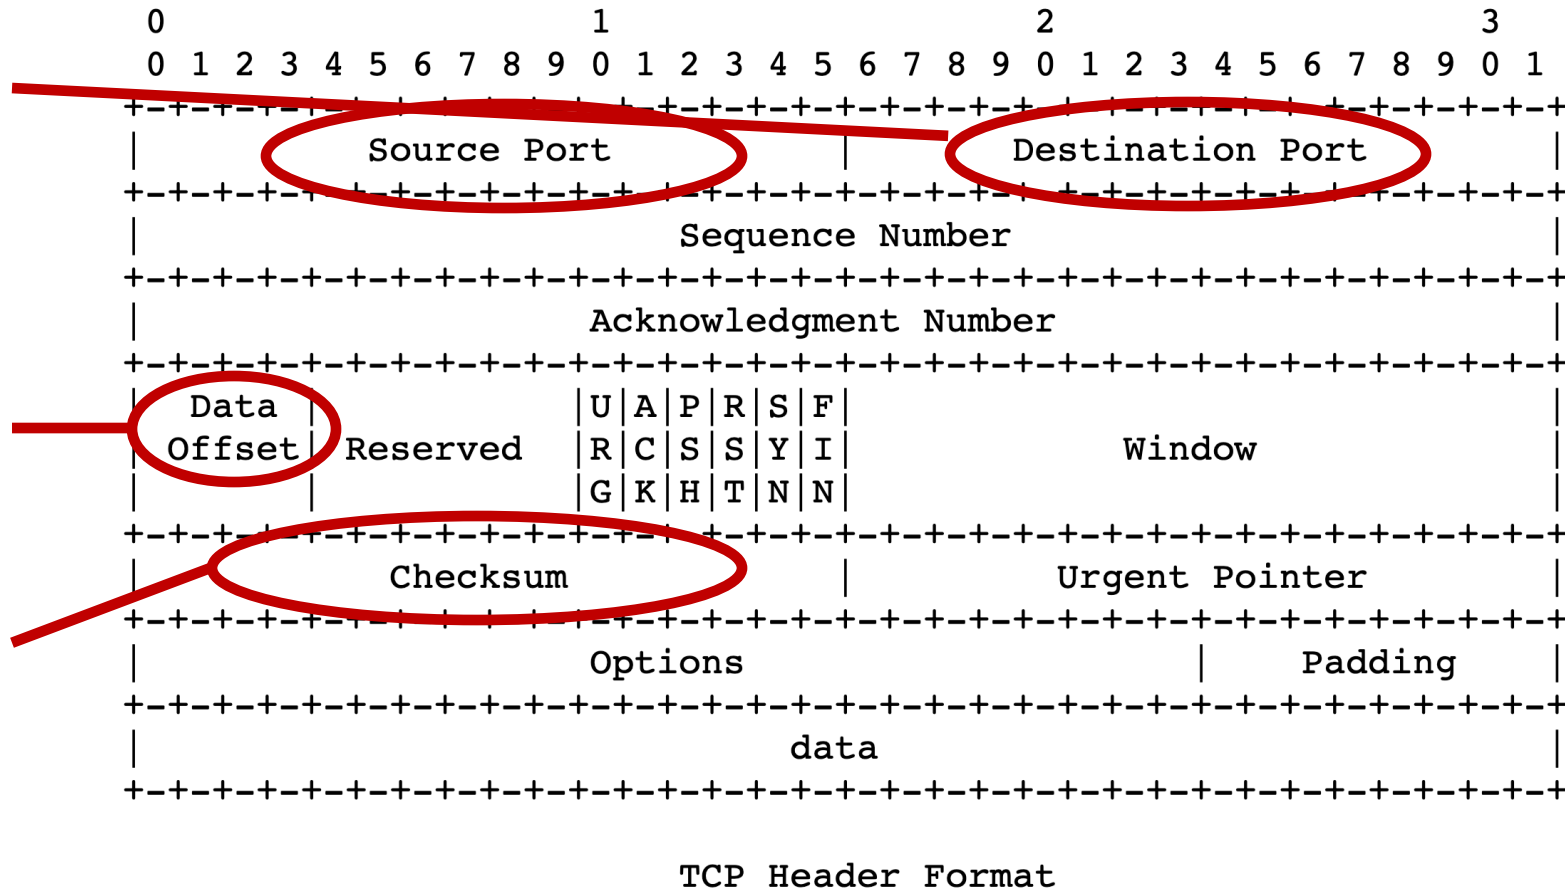 0                   1                   2                   3
0 1 2 3 4 5 6 7 8 9 0 1 2 3 4 5 6 7 8 9 0 1 2 3 4 5 6 7 8 9 0 1
+-+-+-+-+-+-+-+-+-+-+-+-+-+-+-+-+-+-+-+-+-+-+-+-+-+-+-+-+-+-+-+-+
|          Source Port          |       Destination Port        |
+-+-+-+-+-+-+-+-+-+-+-+-+-+-+-+-+-+-+-+-+-+-+-+-+-+-+-+-+-+-+-+-+
|                        Sequence Number                        |
+-+-+-+-+-+-+-+-+-+-+-+-+-+-+-+-+-+-+-+-+-+-+-+-+-+-+-+-+-+-+-+-+
|                    Acknowledgment Number                      |
+-+-+-+-+-+-+-+-+-+-+-+-+-+-+-+-+-+-+-+-+-+-+-+-+-+-+-+-+-+-+-+-+
|  Data |           |U|A|P|R|S|F|                               |
| Offset| Reserved  |R|C|S|S|Y|I|            Window             |
|       |           |G|K|H|T|N|N|                               |
+-+-+-+-+-+-+-+-+-+-+-+-+-+-+-+-+-+-+-+-+-+-+-+-+-+-+-+-+-+-+-+-+
|           Checksum            |         Urgent Pointer        |
+-+-+-+-+-+-+-+-+-+-+-+-+-+-+-+-+-+-+-+-+-+-+-+-+-+-+-+-+-+-+-+-+
|                    Options                    |    Padding    |
+-+-+-+-+-+-+-+-+-+-+-+-+-+-+-+-+-+-+-+-+-+-+-+-+-+-+-+-+-+-+-+-+
|                             data                              |
+-+-+-+-+-+-+-+-+-+-+-+-+-+-+-+-+-+-+-+-+-+-+-+-+-+-+-+-+-+-+-+-+
TCP Header Format